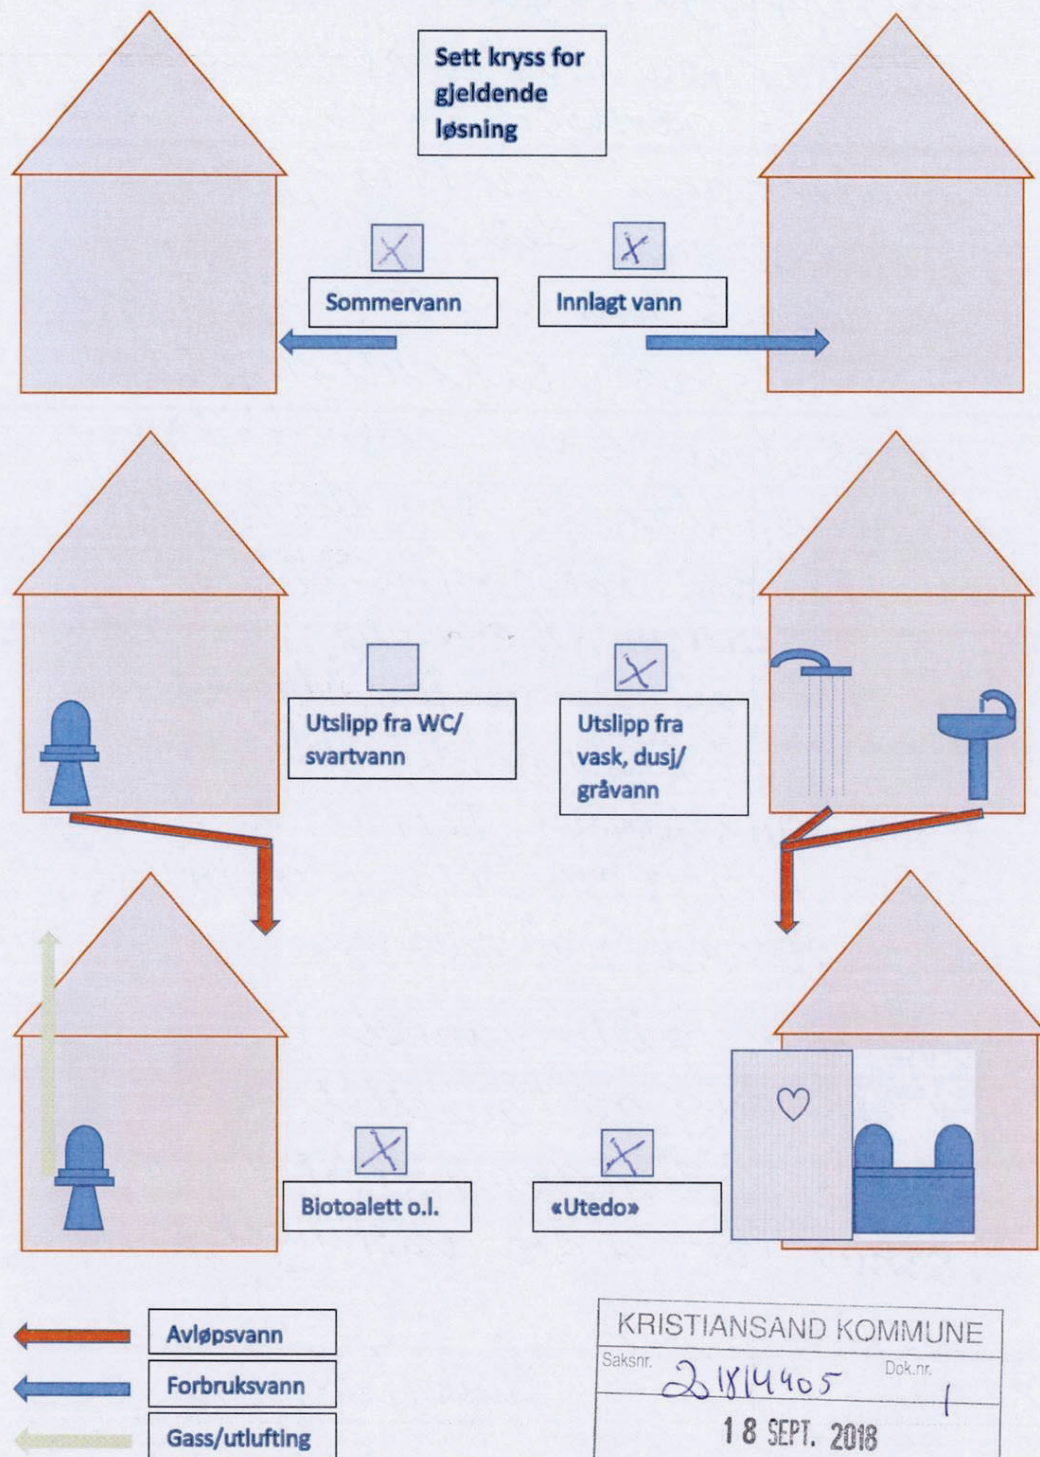 Sett kryss for
gjeldende
løsning
X
X
Sommervann
Innlagt vann
X
Utslipp fra WC/
svartvann
Utslipp fra
vask, dusj/
gråvann
X
X
Biotoalett o.l.
«Utedo»
Avløpsvann
Forbruksvann
Gass/utlufting
KRISTIANSAND KOMMUNE
Saksnr.
Dok.nr.
1
18 SEPT. 2018